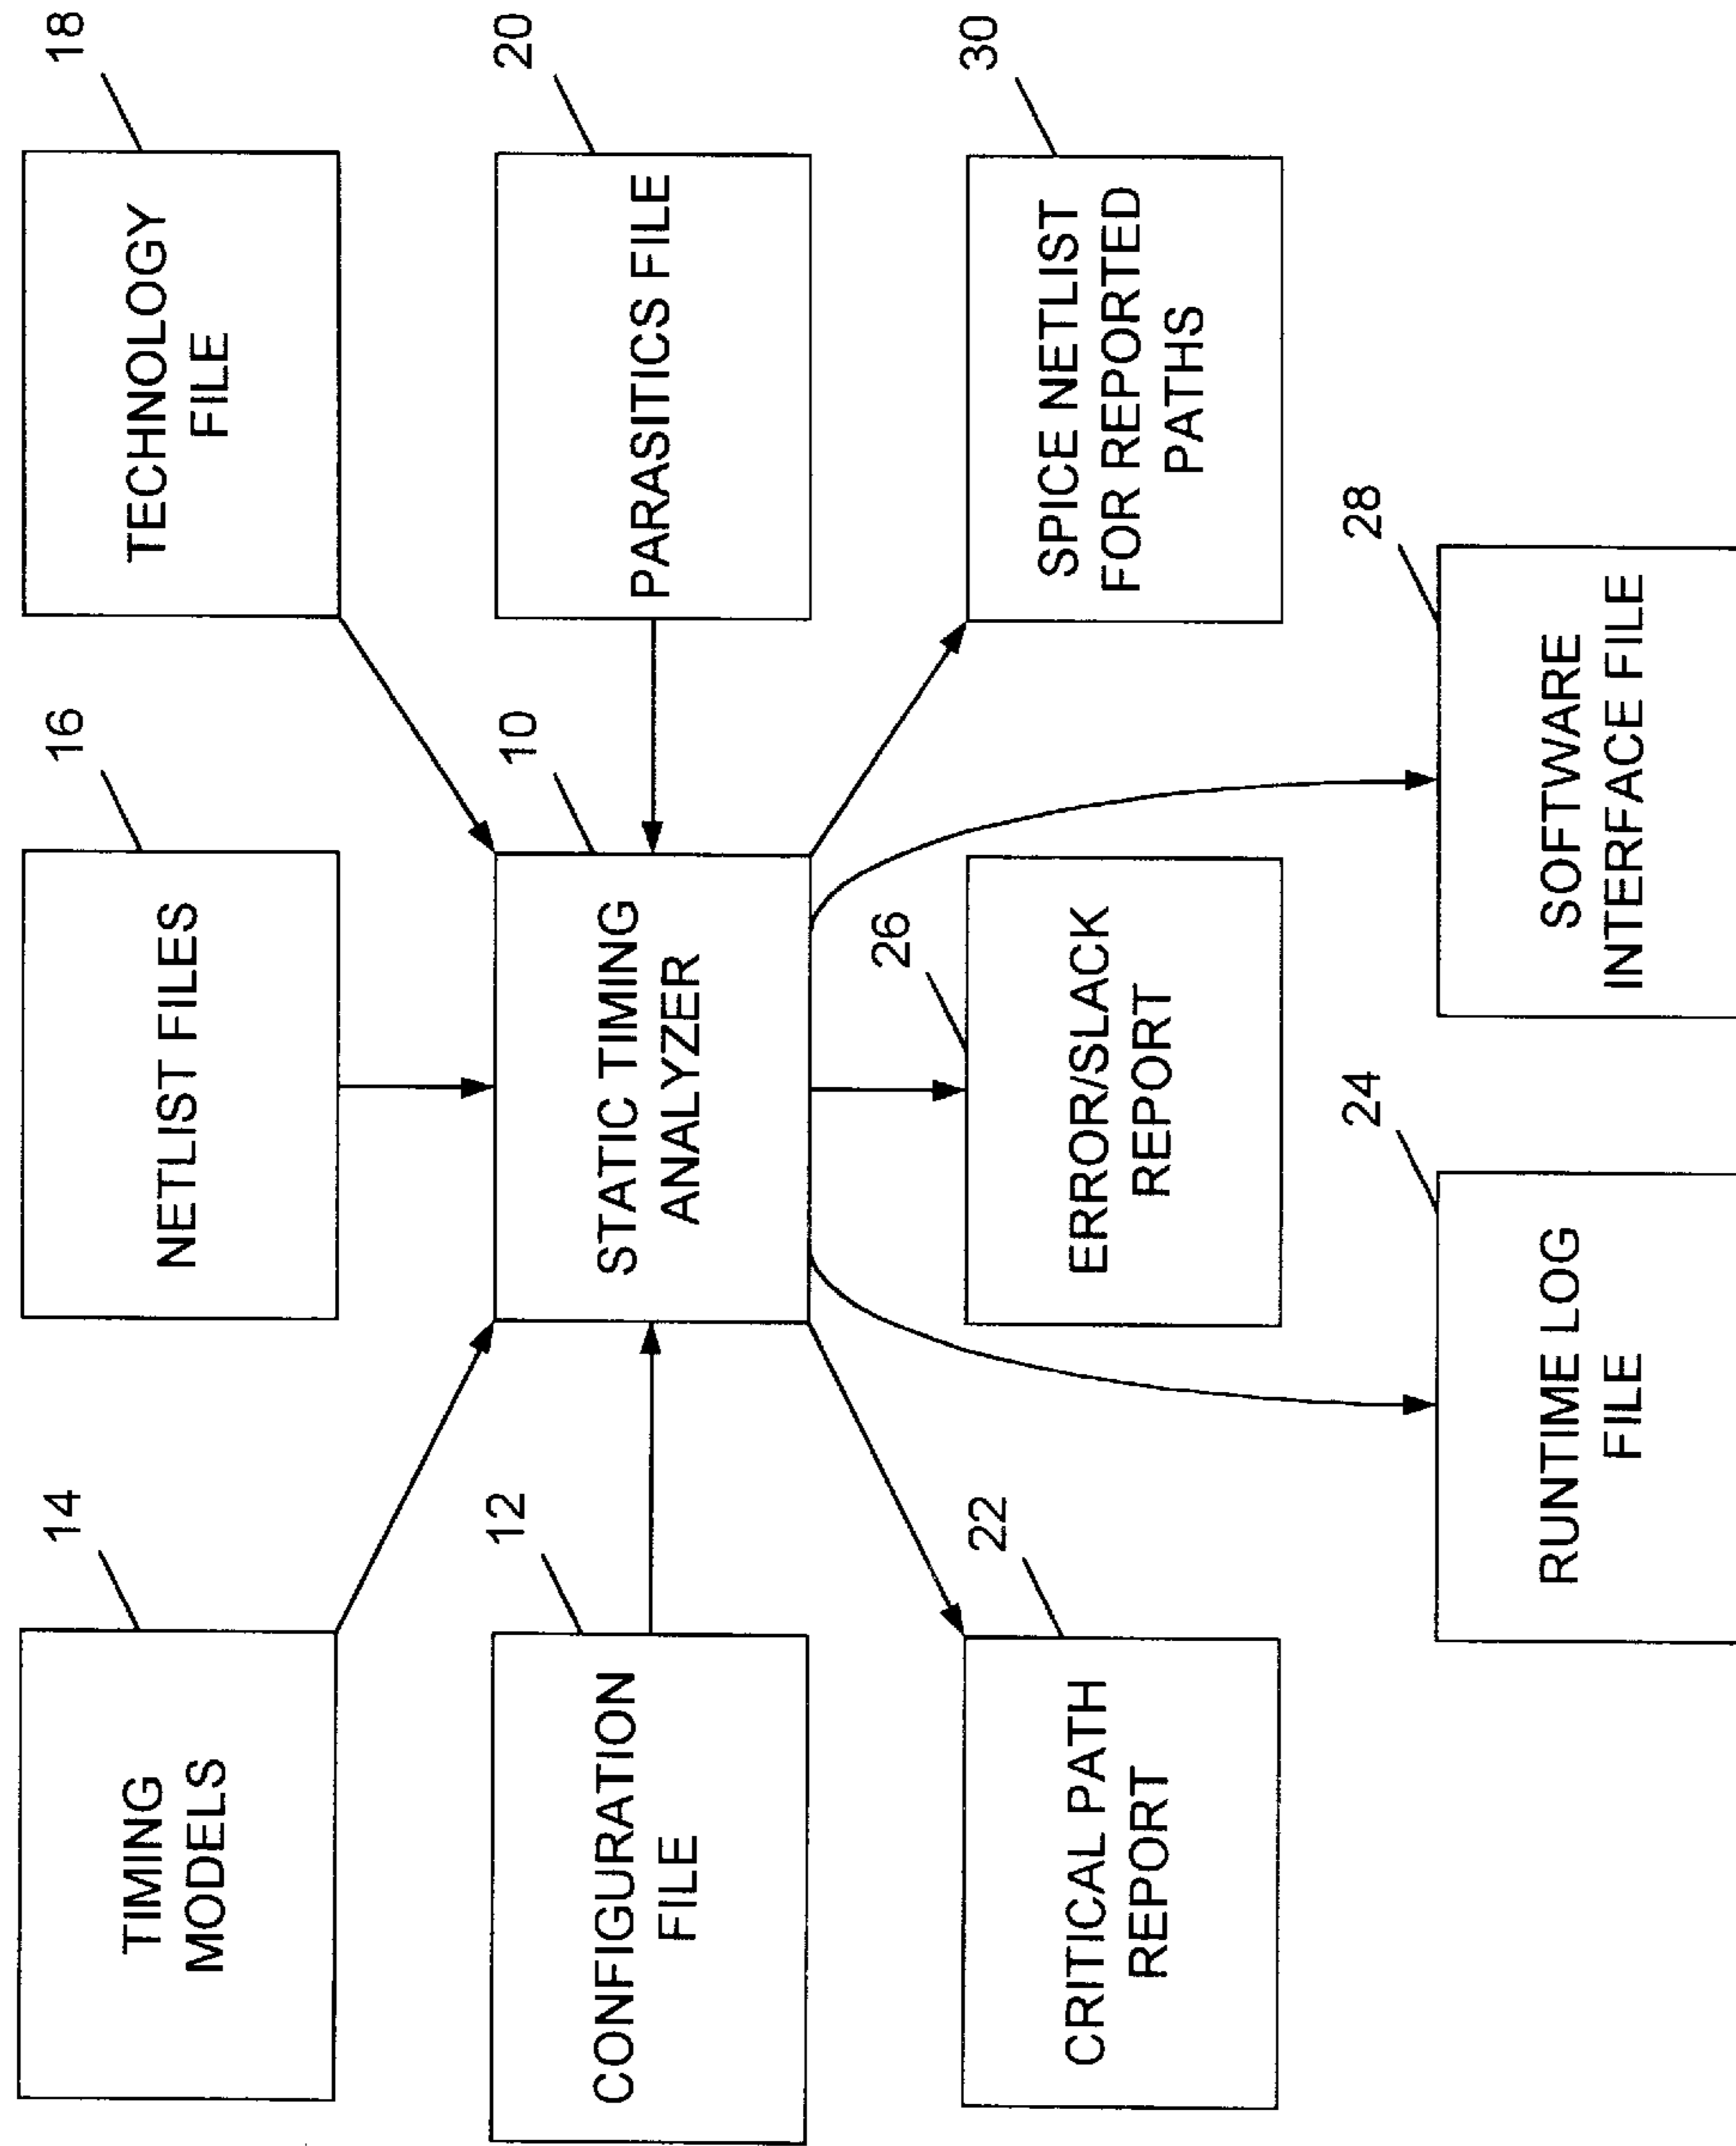 14
TIMING
MODELS
16
NETLIST FILES
18
TECHNOLOGY
FILE
12
CONFIGURATION
FILE
10
STATIC TIMING
ANALYZER
20
PARASITICS FILE
22
CRITICAL PATH
REPORT
26
ERROR/SLACK
REPORT
30
SPICE NETLIST
FOR REPORTED
PATHS
24
RUNTIME LOG
FILE
28
SOFTWARE
INTERFACE FILE